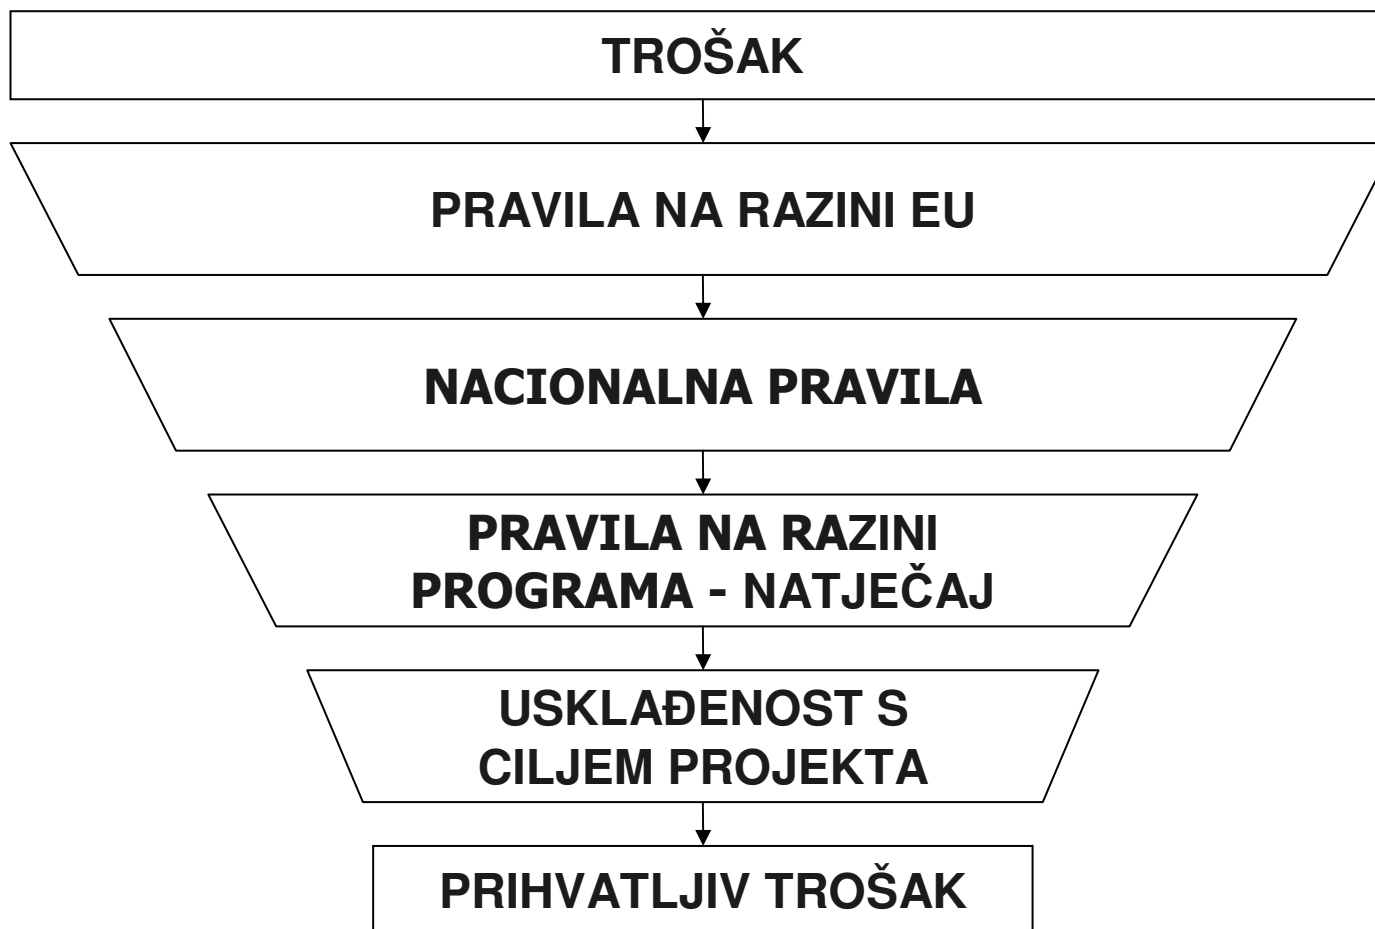 TROŠAK
PRAVILA NA RAZINI EU
NACIONALNA PRAVILA
PRAVILA NA RAZINI
PROGRAMA - NATJEČAJ
USKLAĐENOST S
CILJEM PROJEKTA
PRIHVATLJIV TROŠAK